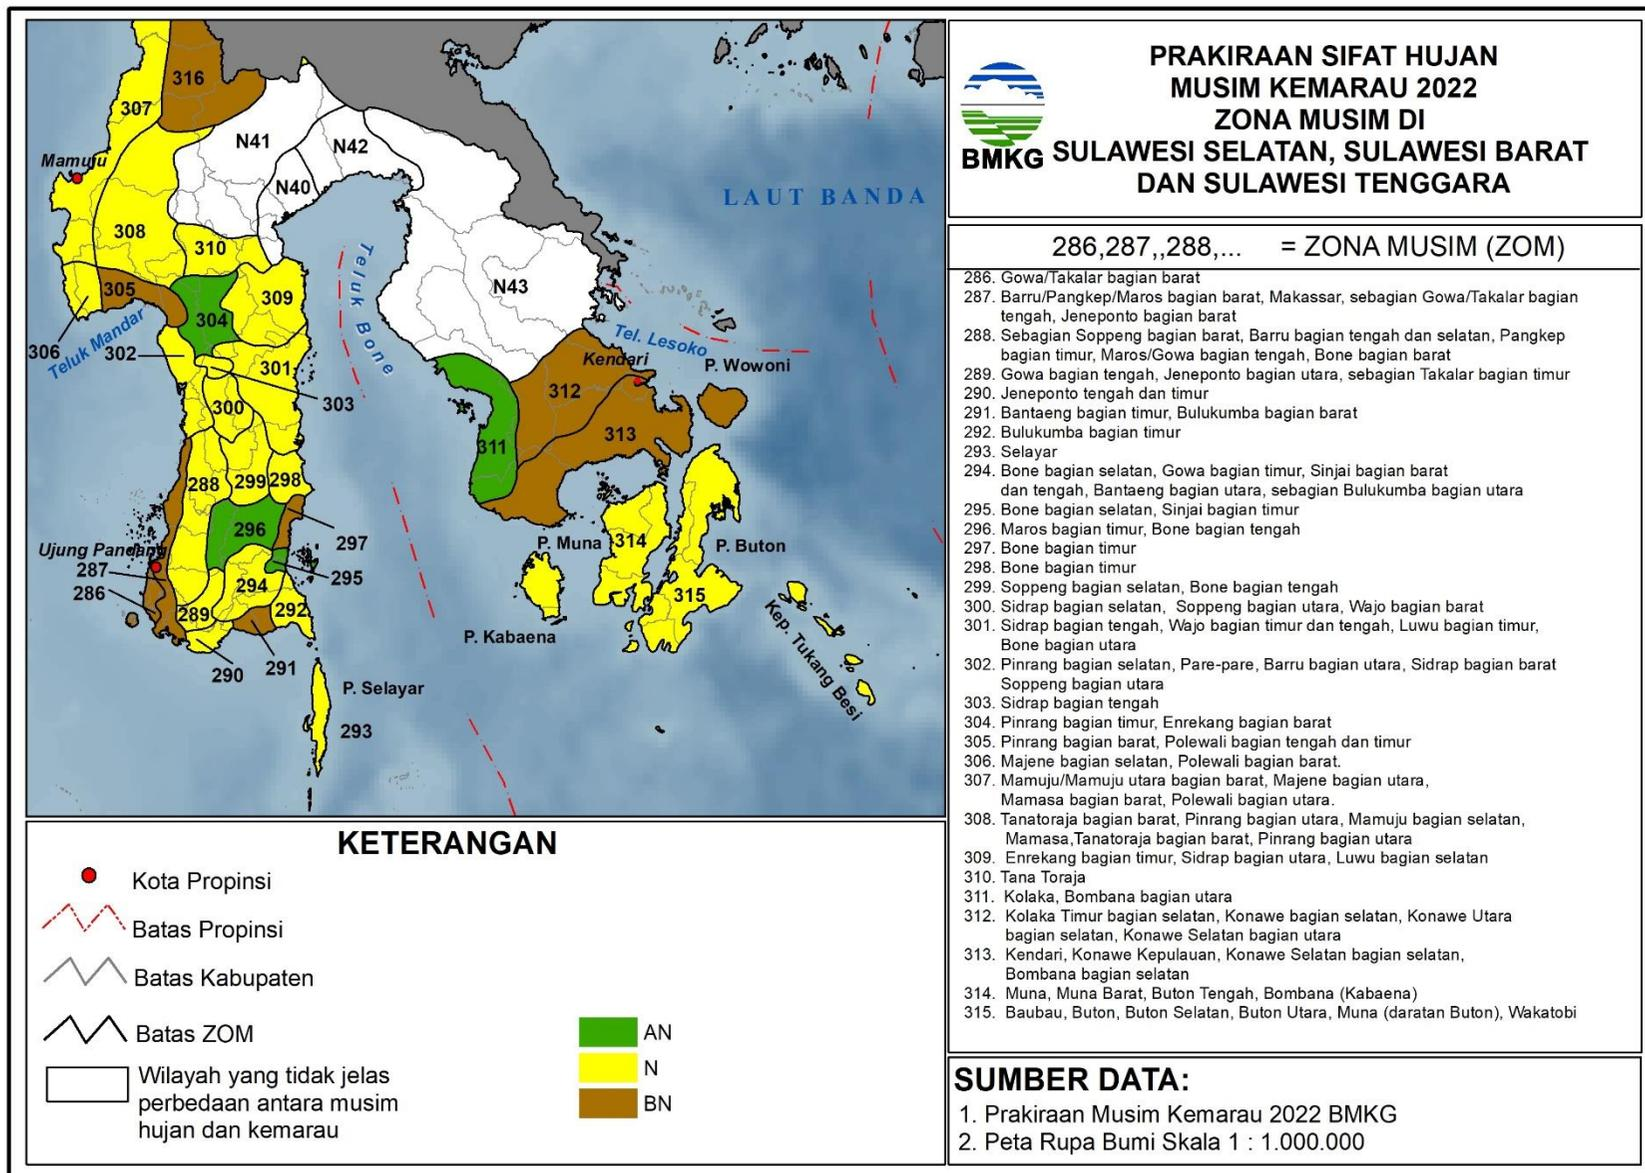 316
307
N41
N42
Mamuju
N40
LAUT BANDA
308
310
N43
305
309
304
Teluk Bone
306
Teluk Mandar
302
Tel. Lesoko
301
Kendari
P. Wowoni
303
312
300
313
311
288
299
298
296
297
Ujung Pandang
287
295
286
294
289
292
290
291
P. Muna
314
P. Buton
315
P. Kabaena
Kep. Tukang Besi
P. Selayar
293
KETERANGAN
Kota Propinsi
Batas Propinsi
Batas Kabupaten
Batas ZOM
Wilayah yang tidak jelas
perbedaan antara musim
hujan dan kemarau
AN
N
BN
PRAKIRAAN SIFAT HUJAN
MUSIM KEMARAU 2022
ZONA MUSIM DI
BMKG
SULAWESI SELATAN, SULAWESI BARAT
DAN SULAWESI TENGGARA
286,287,,288,... = ZONA MUSIM (ZOM)
286. Gowa/Takalar bagian barat
287. Barru/Pangkep/Maros bagian barat, Makassar, sebagian Gowa/Takalar bagian
tengah, Jeneponto bagian barat
288. Sebagian Soppeng bagian barat, Barru bagian tengah dan selatan, Pangkep
bagian timur, Maros/Gowa bagian tengah, Bone bagian barat
289. Gowa bagian tengah, Jeneponto bagian utara, sebagian Takalar bagian timur
290. Jeneponto tengah dan timur
291. Bantaeng bagian timur, Bulukumba bagian barat
292. Bulukumba bagian timur
293. Selayar
294. Bone bagian selatan, Gowa bagian timur, Sinjai bagian barat
dan tengah, Bantaeng bagian utara, sebagian Bulukumba bagian utara
295. Bone bagian selatan, Sinjai bagian timur
296. Maros bagian timur, Bone bagian tengah
297. Bone bagian timur
298. Bone bagian timur
299. Soppeng bagian selatan, Bone bagian tengah
300. Sidrap bagian selatan, Soppeng bagian utara, Wajo bagian barat
301. Sidrap bagian tengah, Wajo bagian timur dan tengah, Luwu bagian timur,
Bone bagian utara
302. Pinrang bagian selatan, Pare-pare, Barru bagian utara, Sidrap bagian barat
Soppeng bagian utara
303. Sidrap bagian tengah
304. Pinrang bagian timur, Enrekang bagian barat
305. Pinrang bagian barat, Polewali bagian tengah dan timur
306. Majene bagian selatan, Polewali bagian barat.
307. Mamuju/Mamuju utara bagian barat, Majene bagian utara,
Mamasa bagian barat, Polewali bagian utara.
308. Tanatoraja bagian barat, Pinrang bagian utara, Mamuju bagian selatan,
Mamasa,Tanatoraja bagian barat, Pinrang bagian utara
309. Enrekang bagian timur, Sidrap bagian utara, Luwu bagian selatan
310. Tana Toraja
311. Kolaka, Bombana bagian utara
312. Kolaka Timur bagian selatan, Konawe bagian selatan, Konawe Utara
bagian selatan, Konawe Selatan bagian utara
313. Kendari, Konawe Kepulauan, Konawe Selatan bagian selatan,
Bombana bagian selatan
314. Muna, Muna Barat, Buton Tengah, Bombana (Kabaena)
315. Baubau, Buton, Buton Selatan, Buton Utara, Muna (daratan Buton), Wakatobi
SUMBER DATA:
1. Prakiraan Musim Kemarau 2022 BMKG
2. Peta Rupa Bumi Skala 1 : 1.000.000